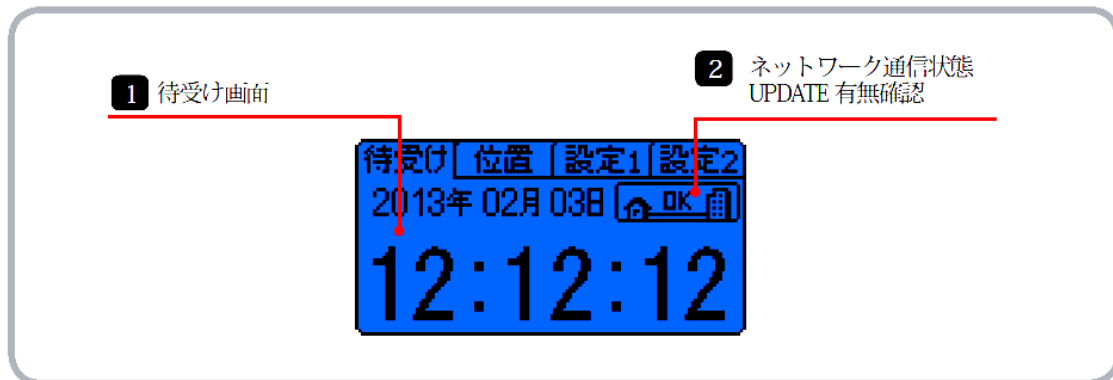 1 待受け画面
2 ネットワーク通信状態
UPDATE 有無確認
待受け 位置 設定1 設定2
2013年 02月 03日 OK
12:12:12